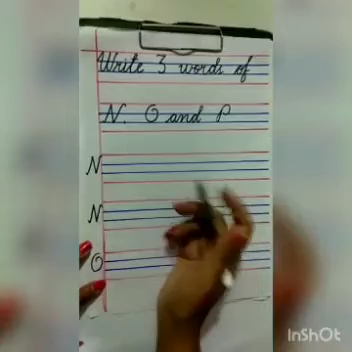 Write 3 words of
N, O and P
N
N
O
InShOt